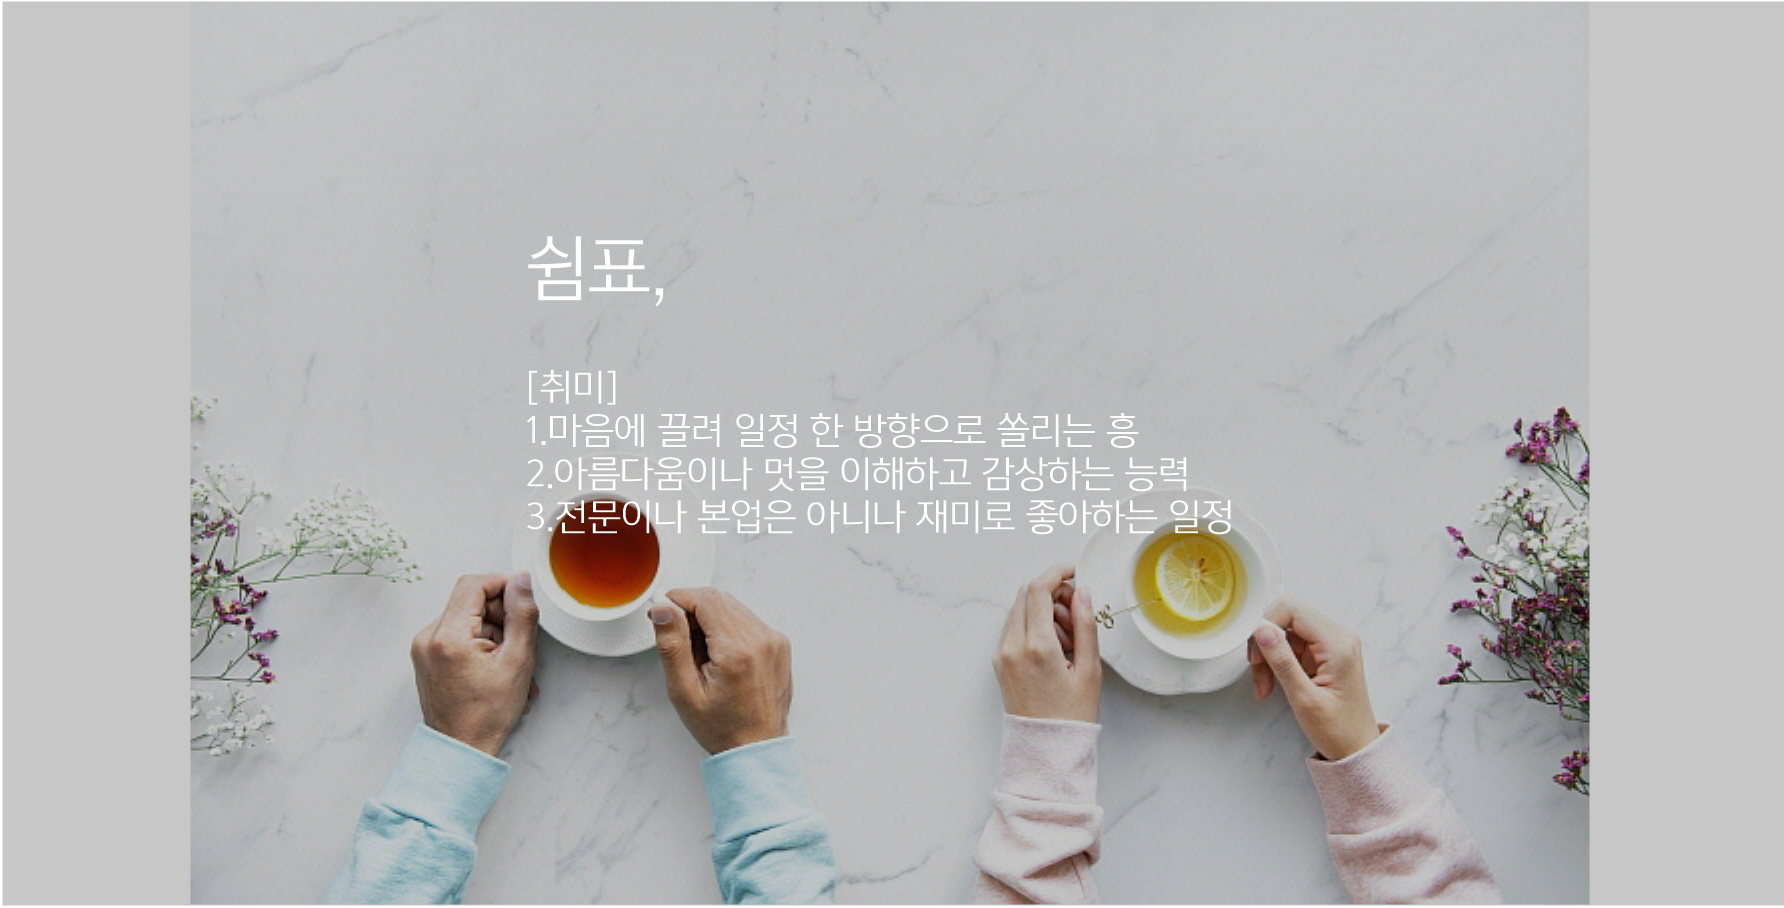 쉼표,
[취미]
1.마음에 끌려 일정 한 방향으로 쏠리는 흥
2.아름다움이나 멋을 이해하고 감상하는 능력
3.전문이나 본업은 아니나 재미로 좋아하는 일정